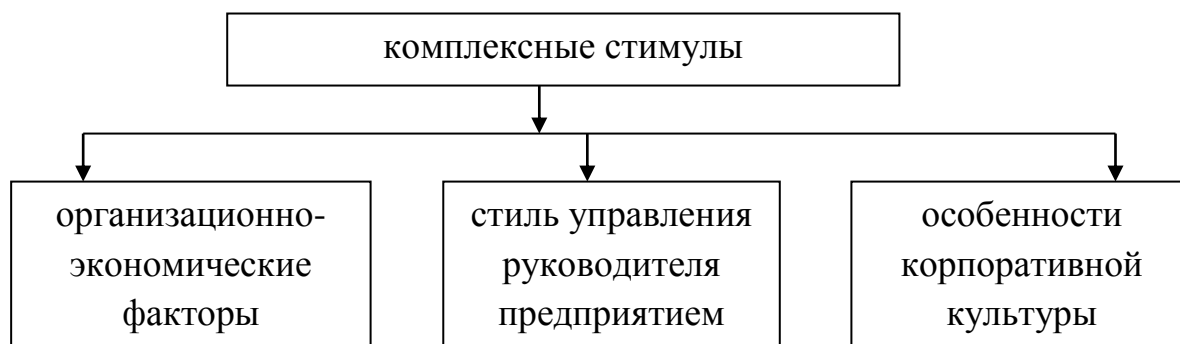 комплексные стимулы
организационно-
экономические
факторы
стиль управления
руководителя
предприятием
особенности
корпоративной
культуры